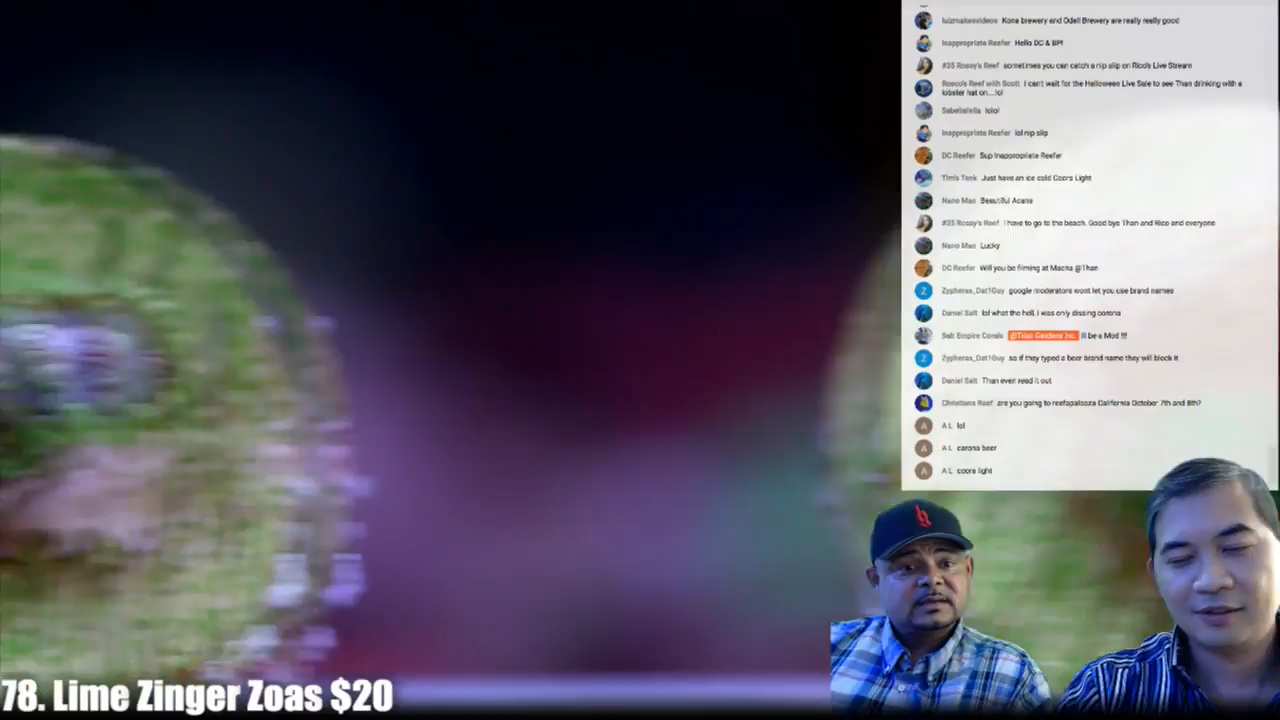 luizmakesvideos Kona brewery and Odell Brewery are really really good
Inappropriate Reefer Hello DC & BP!
#35 Rossy's Reef sometimes you can catch a nip slip on Rico's Live Stream
Rosco's Reef with Scott I can't wait for the Halloween Live Sale to see Than drinking with a
lobster hat on....lol
Sabellatella lolol
Inappropriate Reefer lol nip slip
DC Reefer Sup Inappropriate Reefer
Tim's Tank Just have an ice cold Coors Light
Nano Man Beautiful Acans
#35 Rossy's Reef I have to go to the beach. Good bye Than and Rico and everyone
Nano Man Lucky
DC Reefer Will you be filming at Macna @Than
Z Zypheras_Dat1Guy google moderators wont let you use brand names
Daniel Salt lol what the hell, i was only dissing corona
Salt Empire Corals @Tidal Gardens Inc. ill be a Mod !!!
Z Zypheras_Dat1Guy so if they typed a beer brand name they will block it
Daniel Salt Than even read it out
Christians Reef are you going to reefapalooza California October 7th and 8th?
A A L lol
A A L carona beer
A A L coors light
78. Lime Zinger Zoas $20